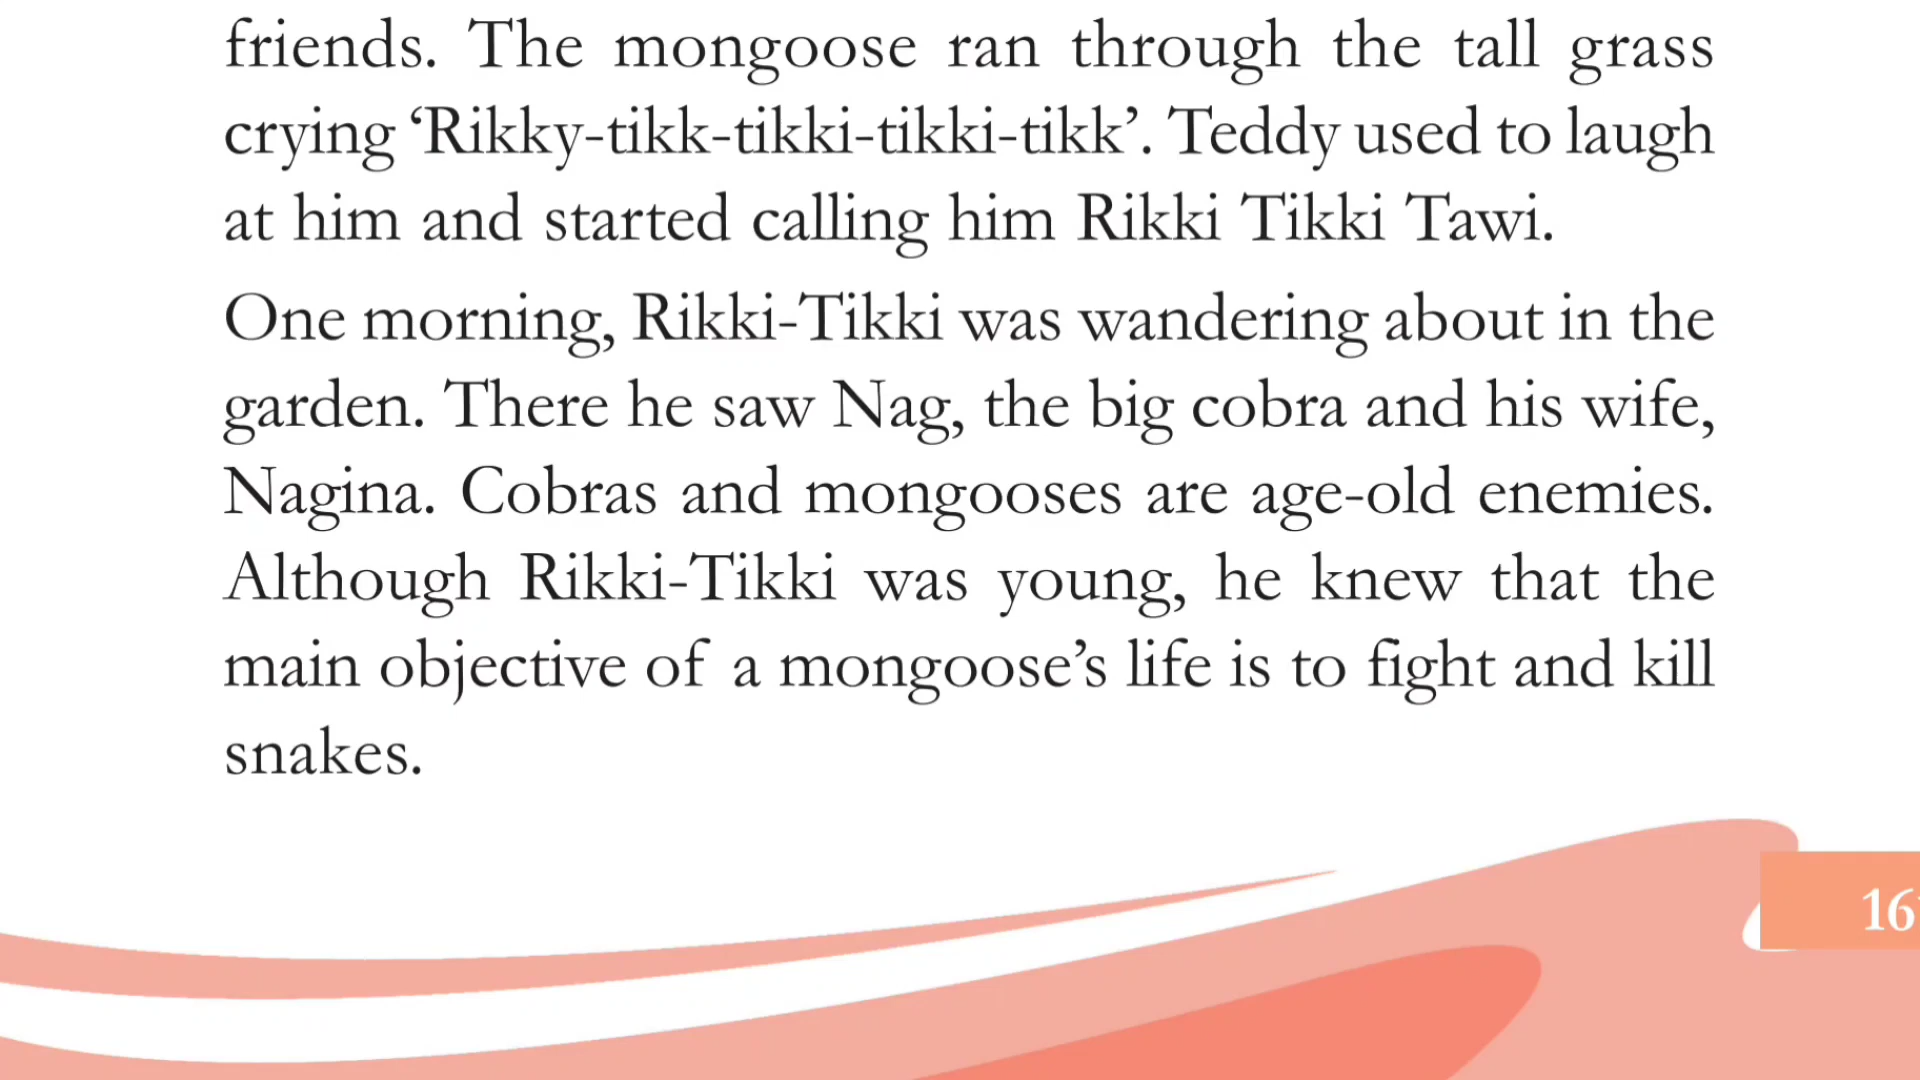 friends. The mongoose ran through the tall grass
crying ‘Rikky-tikk-tikki-tikki-tikk’. Teddy used to laugh
at him and started calling him Rikki Tikki Tawi.
One morning, Rikki-Tikki was wandering about in the
garden. There he saw Nag, the big cobra and his wife,
Nagina. Cobras and mongooses are age-old enemies.
Although Rikki-Tikki was young, he knew that the
main objective of a mongoose’s life is to fight and kill
snakes.